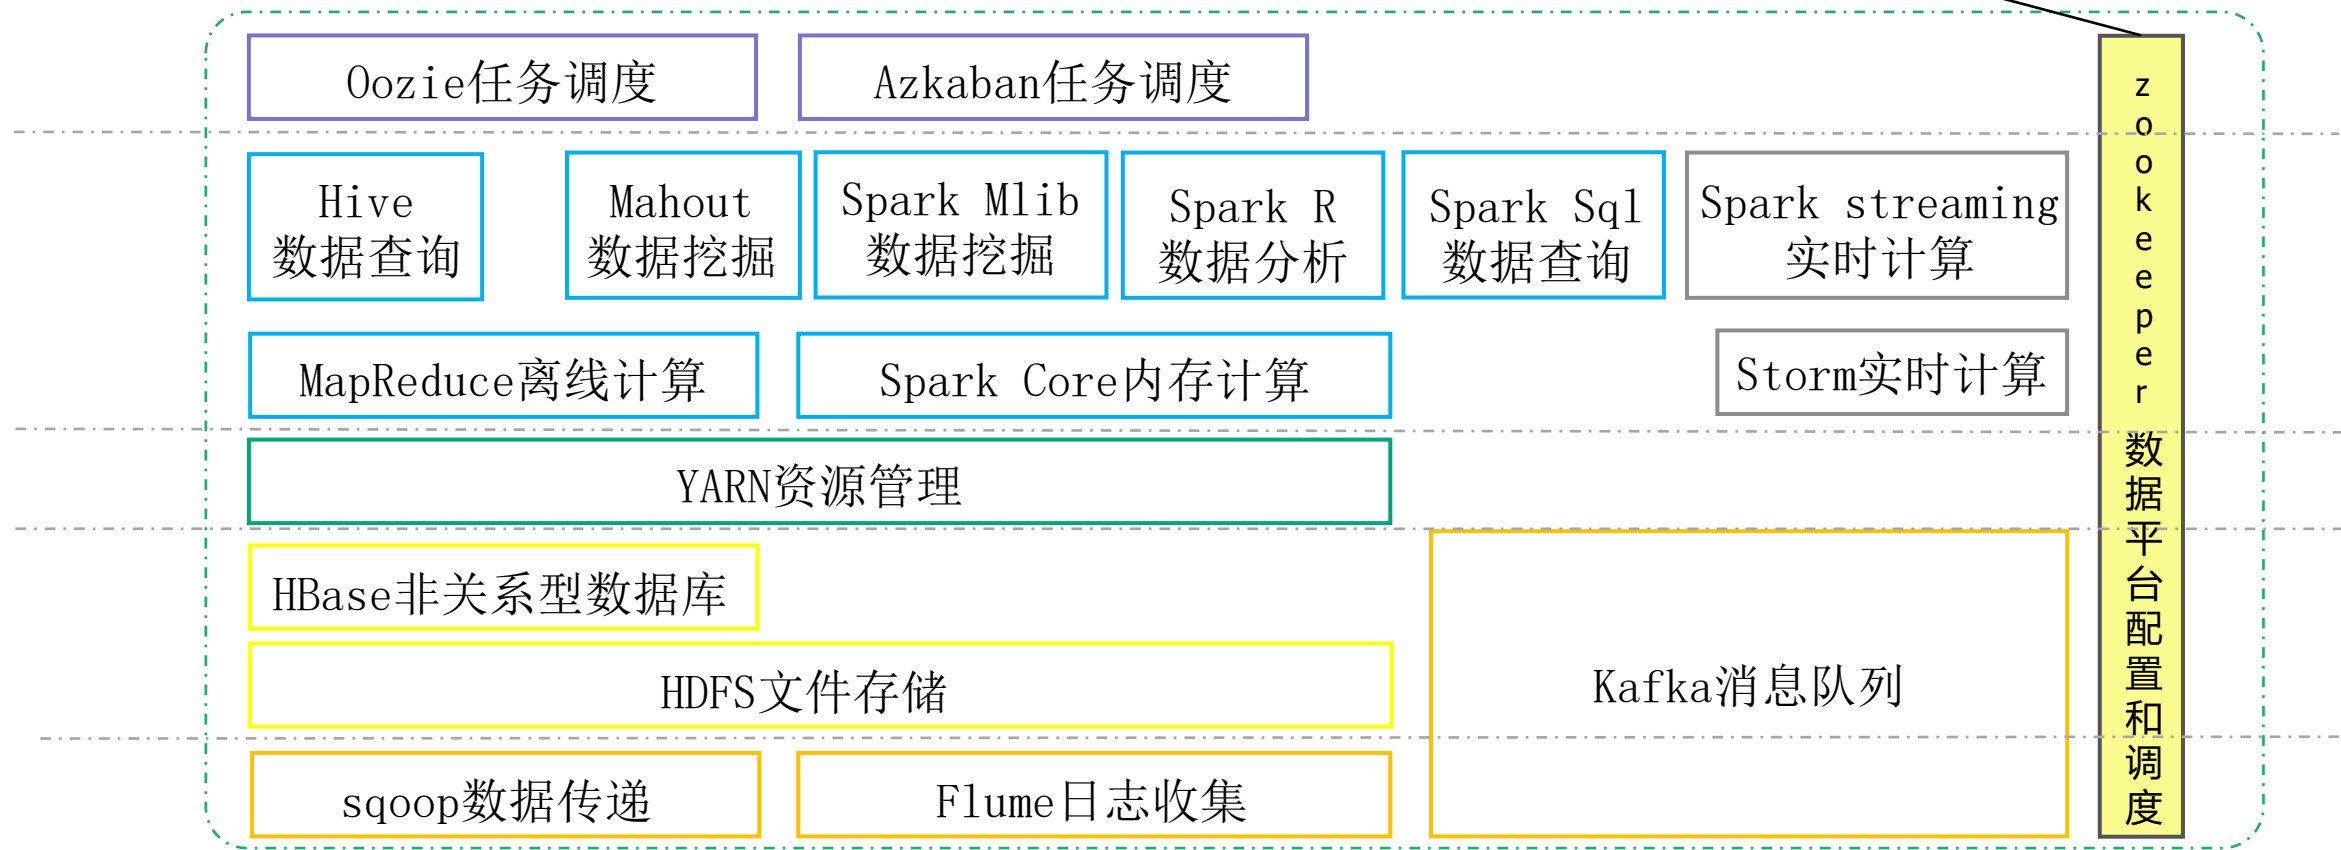 Oozie任务调度
Azkaban任务调度
Hive
数据查询
Mahout
数据挖掘
Spark Mlib
数据挖掘
Spark R
数据分析
Spark Sql
数据查询
Spark streaming
实时计算
MapReduce离线计算
Spark Core内存计算
Storm实时计算
YARN资源管理
HBase非关系型数据库
HDFS文件存储
Kafka消息队列
sqoop数据传递
Flume日志收集
zookeeper数据平台配置和调度